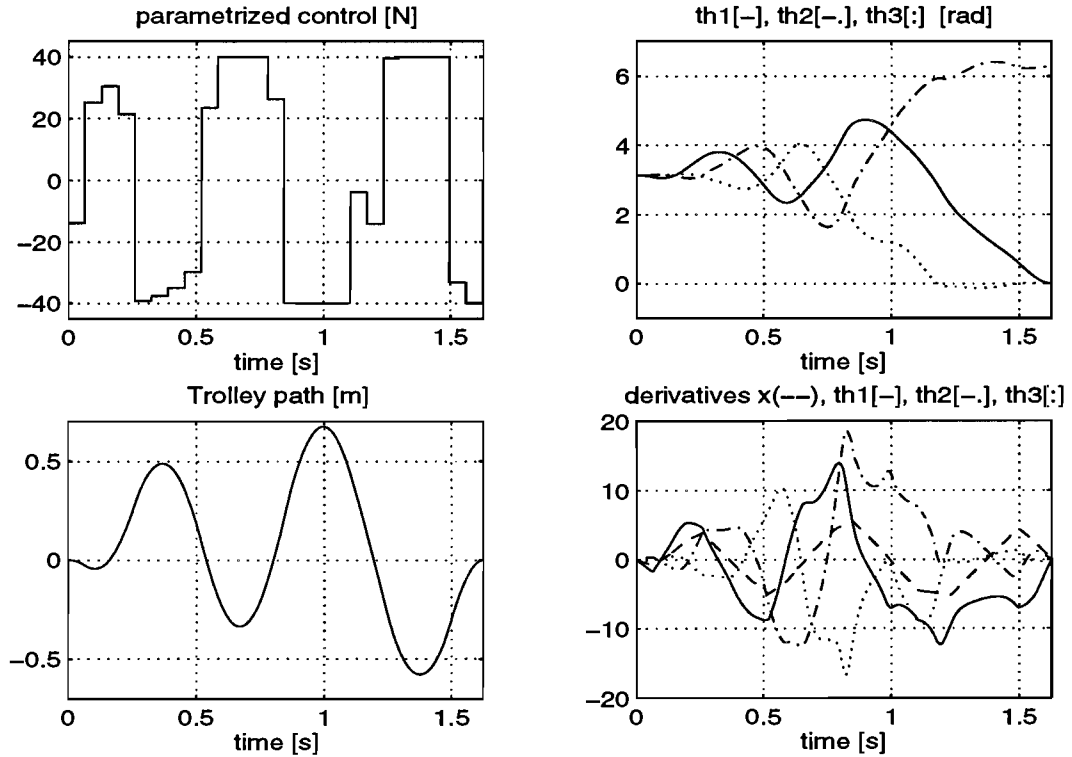 parametrized control [N]
40
20
0
−20
−40
0 0.5 1 1.5
time [s]
th1[−], th2[−.], th3[:] [rad]
6
4
2
0
0 0.5 1 1.5
time [s]
Trolley path [m]
0.5
0
−0.5
0 0.5 1 1.5
time [s]
derivatives x(−−), th1[−], th2[−.], th3[:]
20
10
0
−10
−20
0 0.5 1 1.5
time [s]